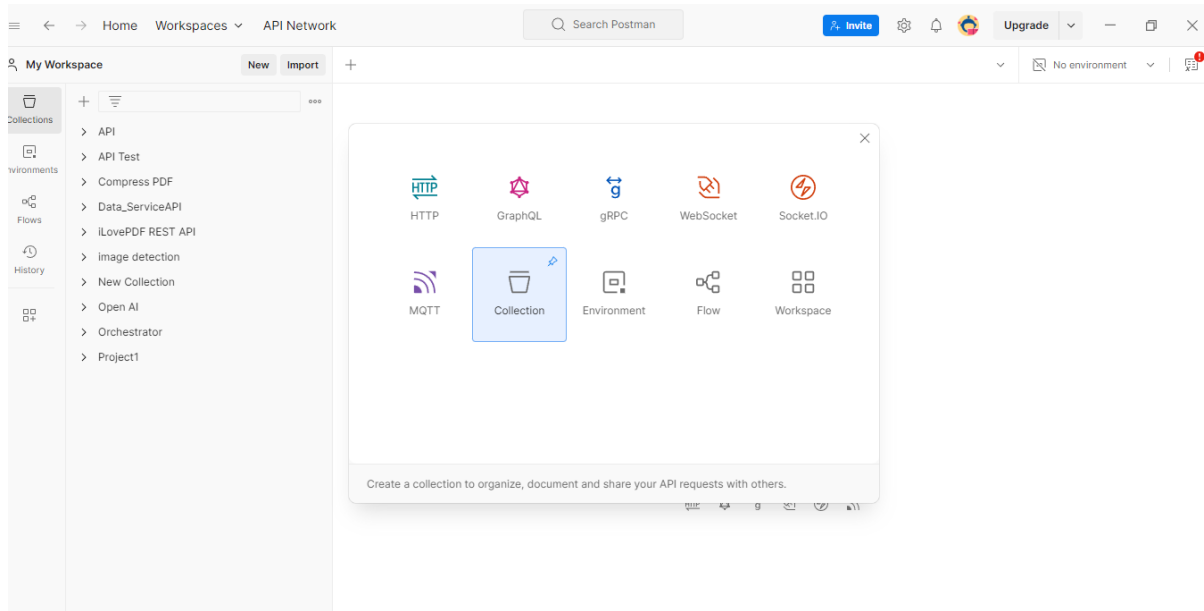 Home Workspaces API Network Search Postman Invite Upgrade
My Workspace New Import No environment
Collections
Environments
Flows
History
API
API Test
Compress PDF
Data_ServiceAPI
iLovePDF REST API
image detection
New Collection
Open AI
Orchestrator
Project1
HTTP GraphQL gRPC WebSocket Socket.IO
MQTT Collection Environment Flow Workspace
Create a collection to organize, document and share your API requests with others.